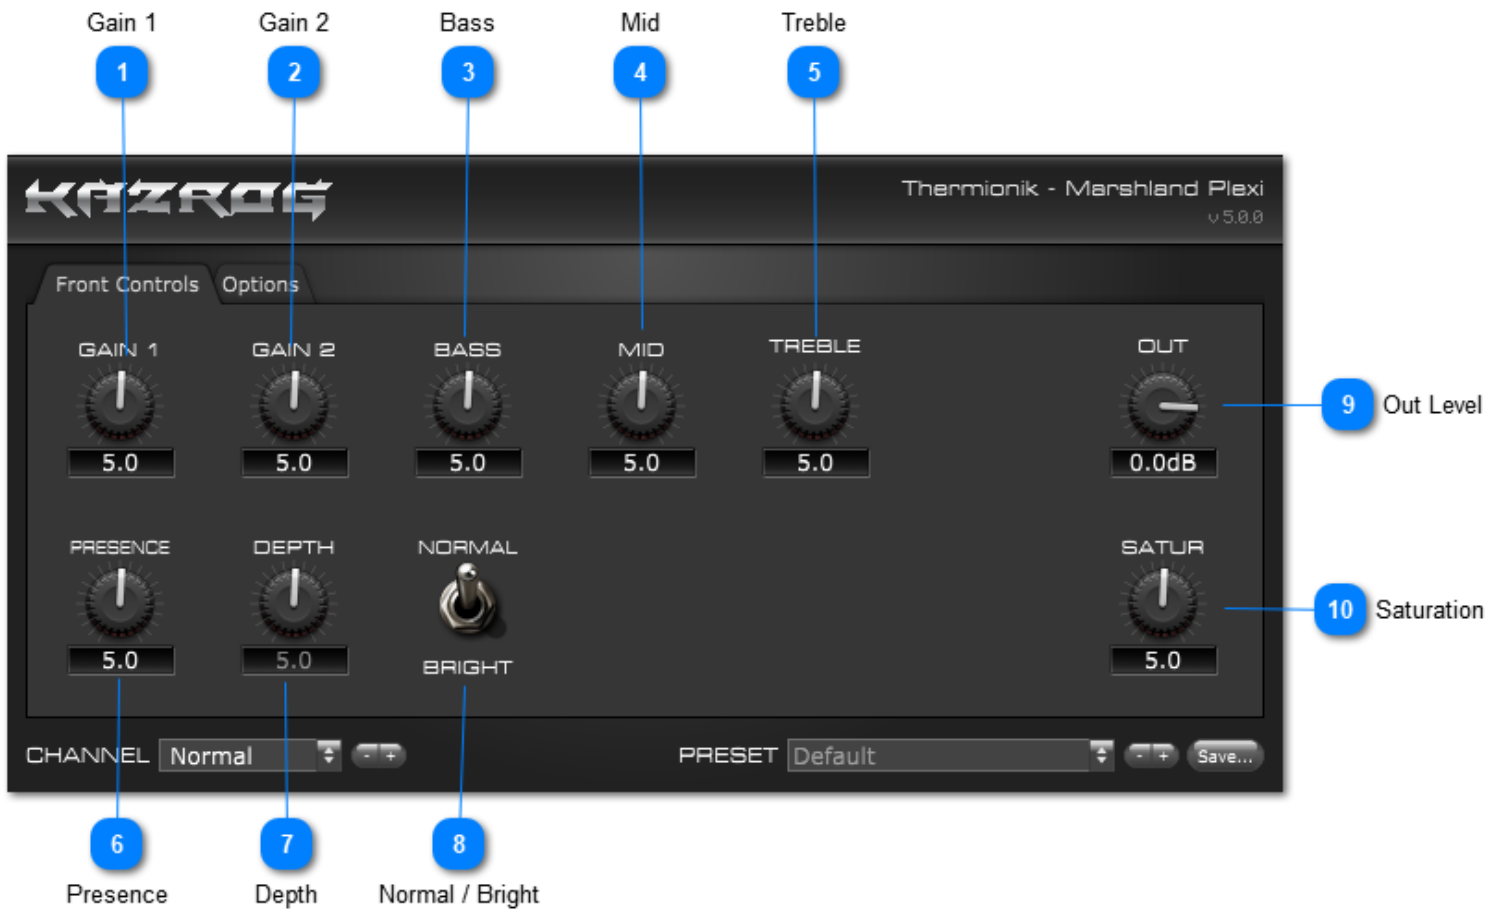 Gain 1 Gain 2 Bass Mid Treble
1 2 3 4 5
KAZROG
Thermionik - Marshland Plexi
v 5.0.0
Front Controls Options
GAIN 1 GAIN 2 BASS MID TREBLE OUT
9 Out Level
5.0 5.0 5.0 5.0 5.0 0.0dB
PRESENCE DEPTH NORMAL SATUR
10 Saturation
5.0 5.0 BRIGHT 5.0
CHANNEL Normal - + PRESET Default - + Save...
6 7 8
Presence Depth Normal / Bright